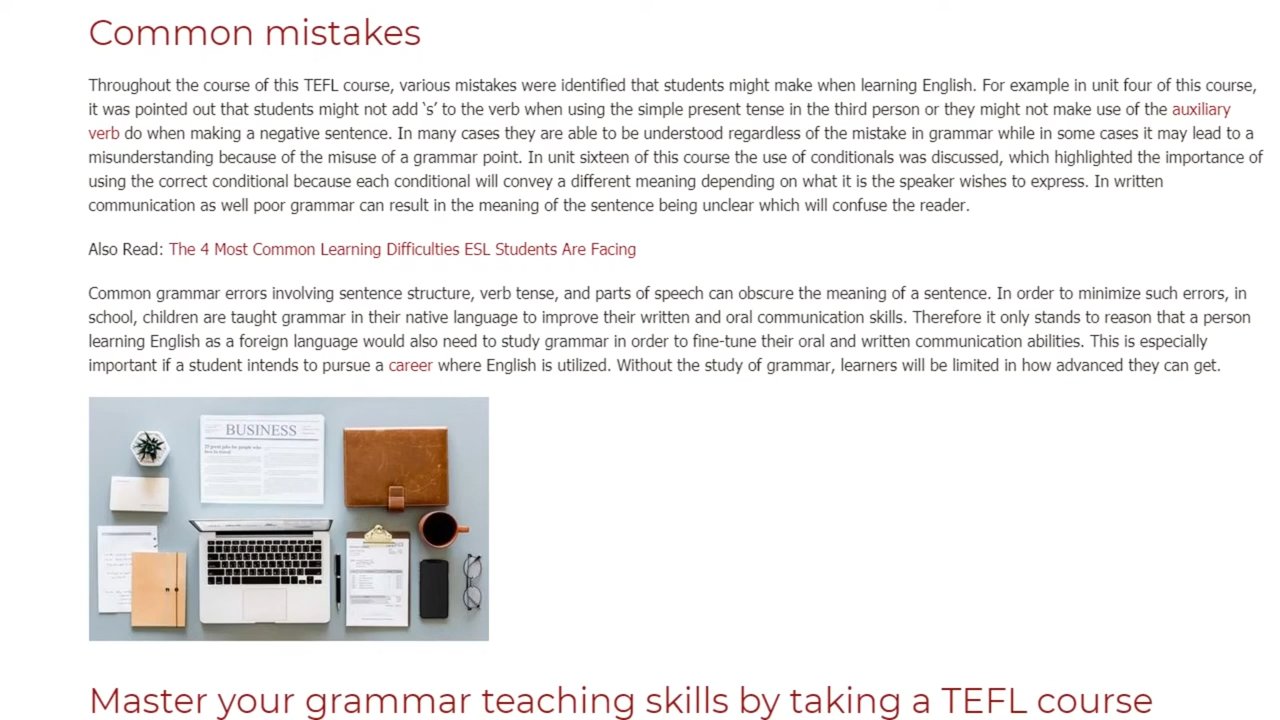 Common mistakes
Throughout the course of this TEFL course, various mistakes were identified that students might make when learning English. For example in unit four of this course,
it was pointed out that students might not add ‘s’ to the verb when using the simple present tense in the third person or they might not make use of the auxiliary
verb do when making a negative sentence. In many cases they are able to be understood regardless of the mistake in grammar while in some cases it may lead to a
misunderstanding because of the misuse of a grammar point. In unit sixteen of this course the use of conditionals was discussed, which highlighted the importance of
using the correct conditional because each conditional will convey a different meaning depending on what it is the speaker wishes to express. In written
communication as well poor grammar can result in the meaning of the sentence being unclear which will confuse the reader.
Also Read: The 4 Most Common Learning Difficulties ESL Students Are Facing
Common grammar errors involving sentence structure, verb tense, and parts of speech can obscure the meaning of a sentence. In order to minimize such errors, in
school, children are taught grammar in their native language to improve their written and oral communication skills. Therefore it only stands to reason that a person
learning English as a foreign language would also need to study grammar in order to fine-tune their oral and written communication abilities. This is especially
important if a student intends to pursue a career where English is utilized. Without the study of grammar, learners will be limited in how advanced they can get.
BUSINESS
Master your grammar teaching skills by taking a TEFL course